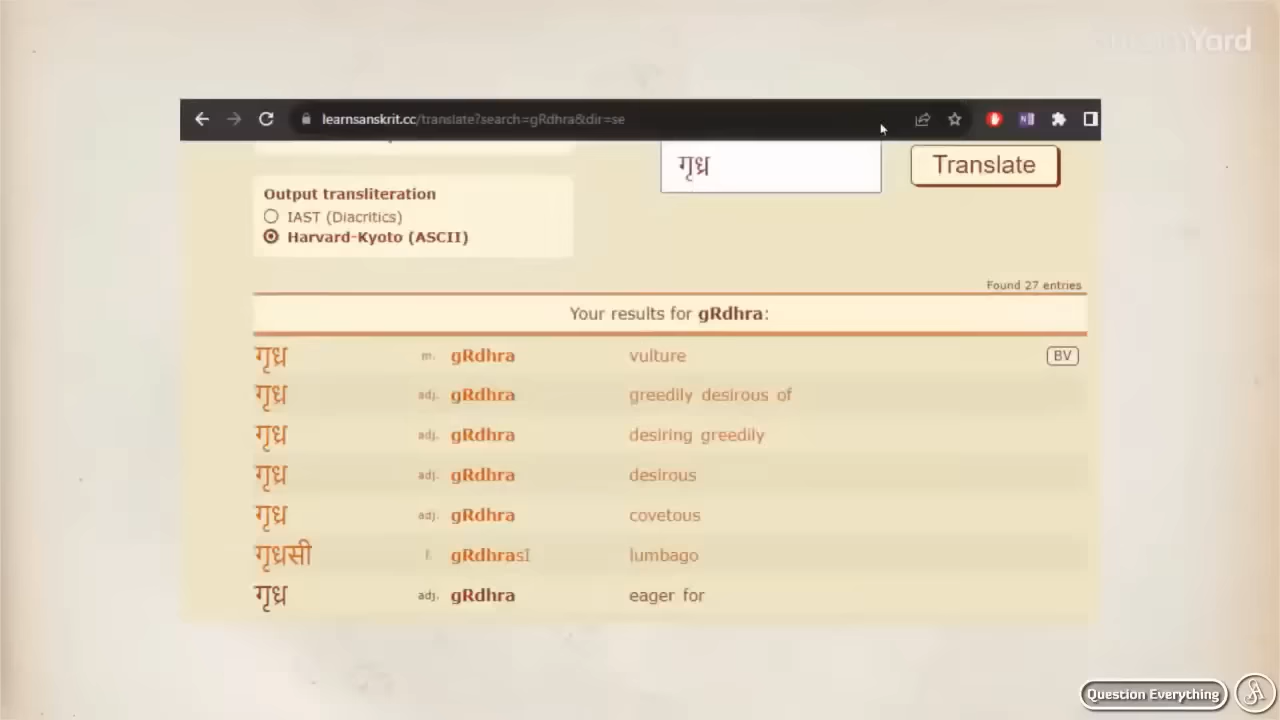 learnsanskrit.cc/translate?search=gRdhra&dir=se
गृध्र
Translate
Output transliteration
IAST (Diacritics)
Harvard-Kyoto (ASCII)
Found 27 entries
Your results for gRdhra:
गृध्र m. gRdhra vulture BV
गृध्र adj. gRdhra greedily desirous of
गृध्र adj. gRdhra desiring greedily
गृध्र adj. gRdhra desirous
गृध्र adj. gRdhra covetous
गृध्रसी f. gRdhrasI lumbago
गृध्र adj. gRdhra eager for
Question Everything